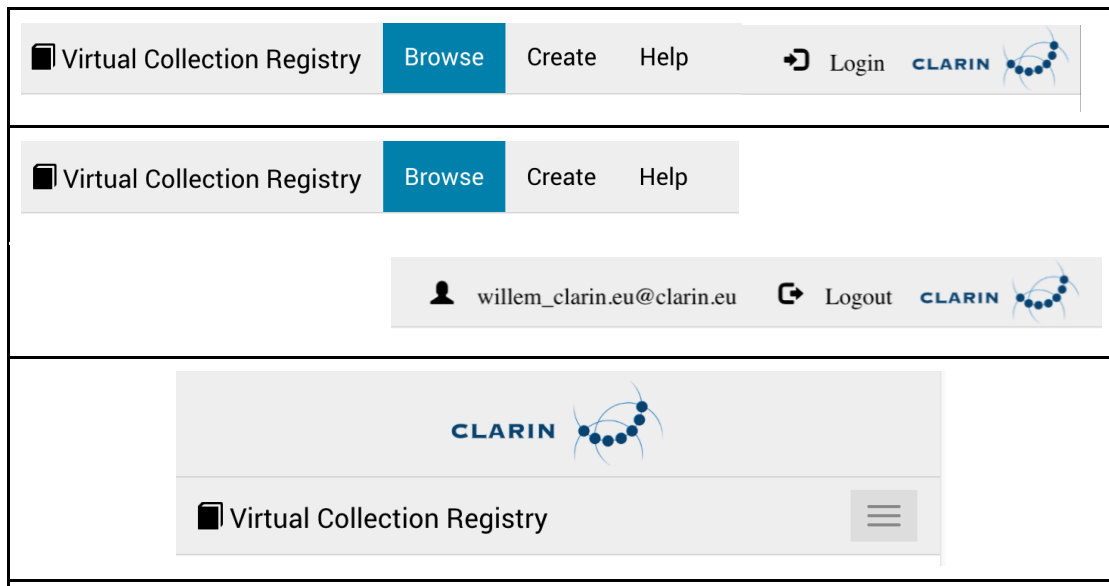 Virtual Collection Registry Browse Create Help Login CLARIN
Virtual Collection Registry Browse Create Help
willem_clarin.eu@clarin.eu Logout CLARIN
CLARIN
Virtual Collection Registry